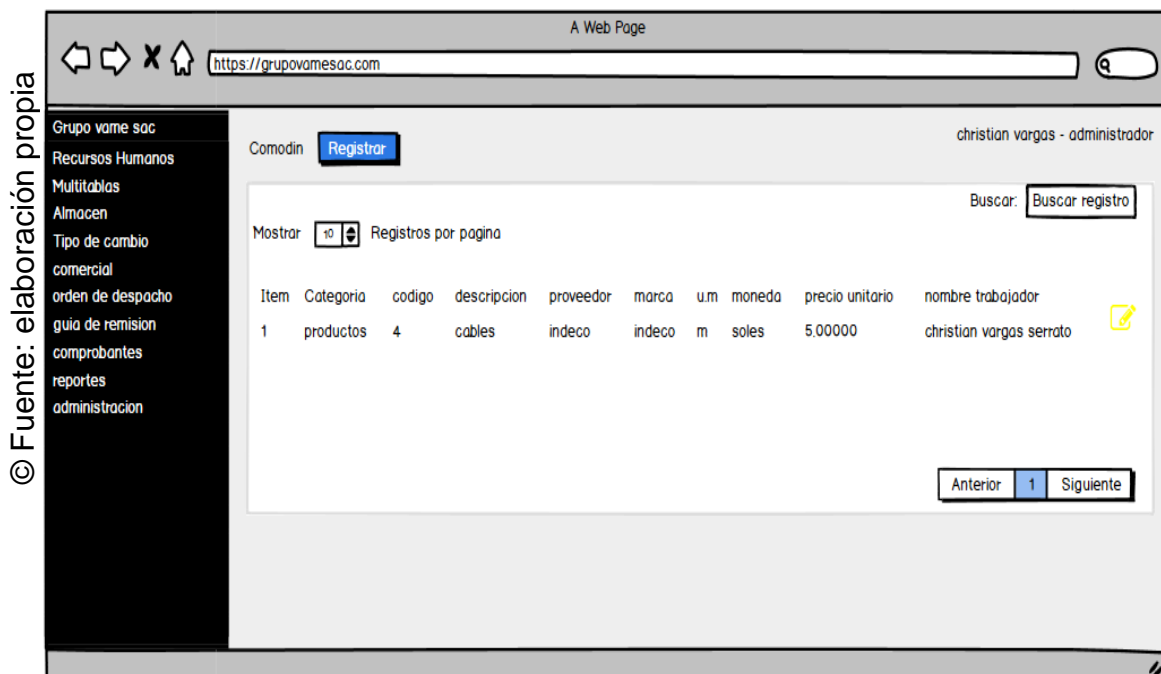 A Web Page
https://grupovamesac.com
© Fuente: elaboración propia
Grupo vame sac
Recursos Humanos
Multitablas
Almacen
Tipo de cambio
comercial
orden de despacho
guia de remision
comprobantes
reportes
administracion
christian vargas - administrador
Comodin Registrar
Buscar: Buscar registro
Mostrar 10 Registros por pagina
Item Categoria codigo descripcion proveedor marca u.m moneda precio unitario nombre trabajador
1 productos 4 cables indeco indeco m soles 5.00000 christian vargas serrato
Anterior 1 Siguiente